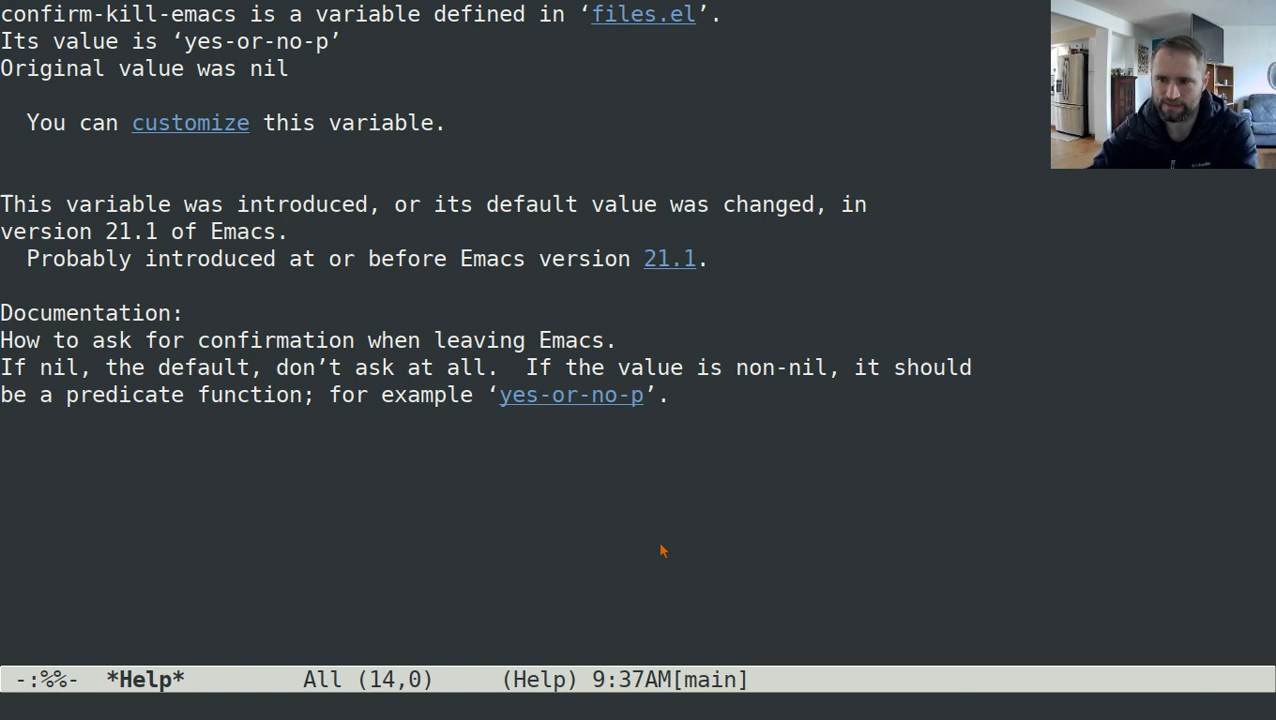 confirm-kill-emacs is a variable defined in ‘files.el’.
Its value is ‘yes-or-no-p’
Original value was nil
You can customize this variable.
This variable was introduced, or its default value was changed, in
version 21.1 of Emacs.
Probably introduced at or before Emacs version 21.1.
Documentation:
How to ask for confirmation when leaving Emacs.
If nil, the default, don’t ask at all.  If the value is non-nil, it should
be a predicate function; for example ‘yes-or-no-p’.
-:%%-  *Help*         All (14,0)     (Help) 9:37AM[main]